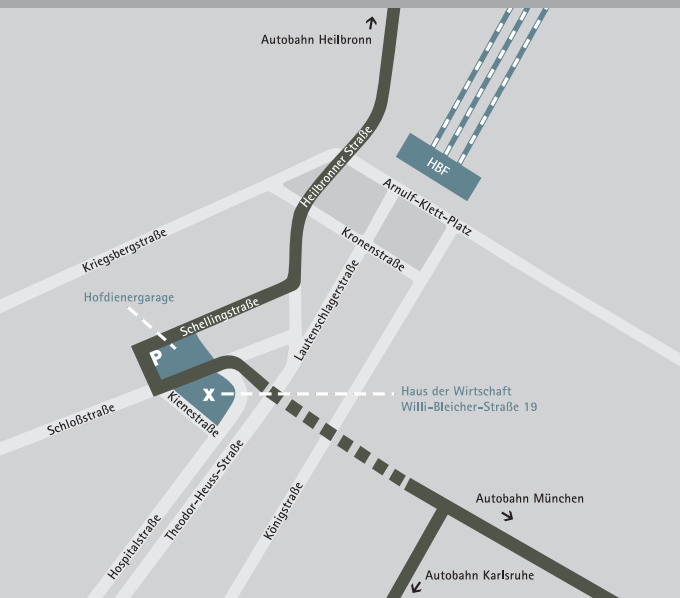 Autobahn Heilbronn
HBF
Heilbronner Straße
Arnulf-Klett-Platz
Kriegsbergstraße
Kronenstraße
Hofdienergarage
Schellingstraße
Lautenschlagerstraße
P
X
Haus der Wirtschaft
Willi-Bleicher-Straße 19
Schloßstraße
Kienestraße
Theodor-Heuss-Straße
Königstraße
Hospitalstraße
Autobahn München
Autobahn Karlsruhe